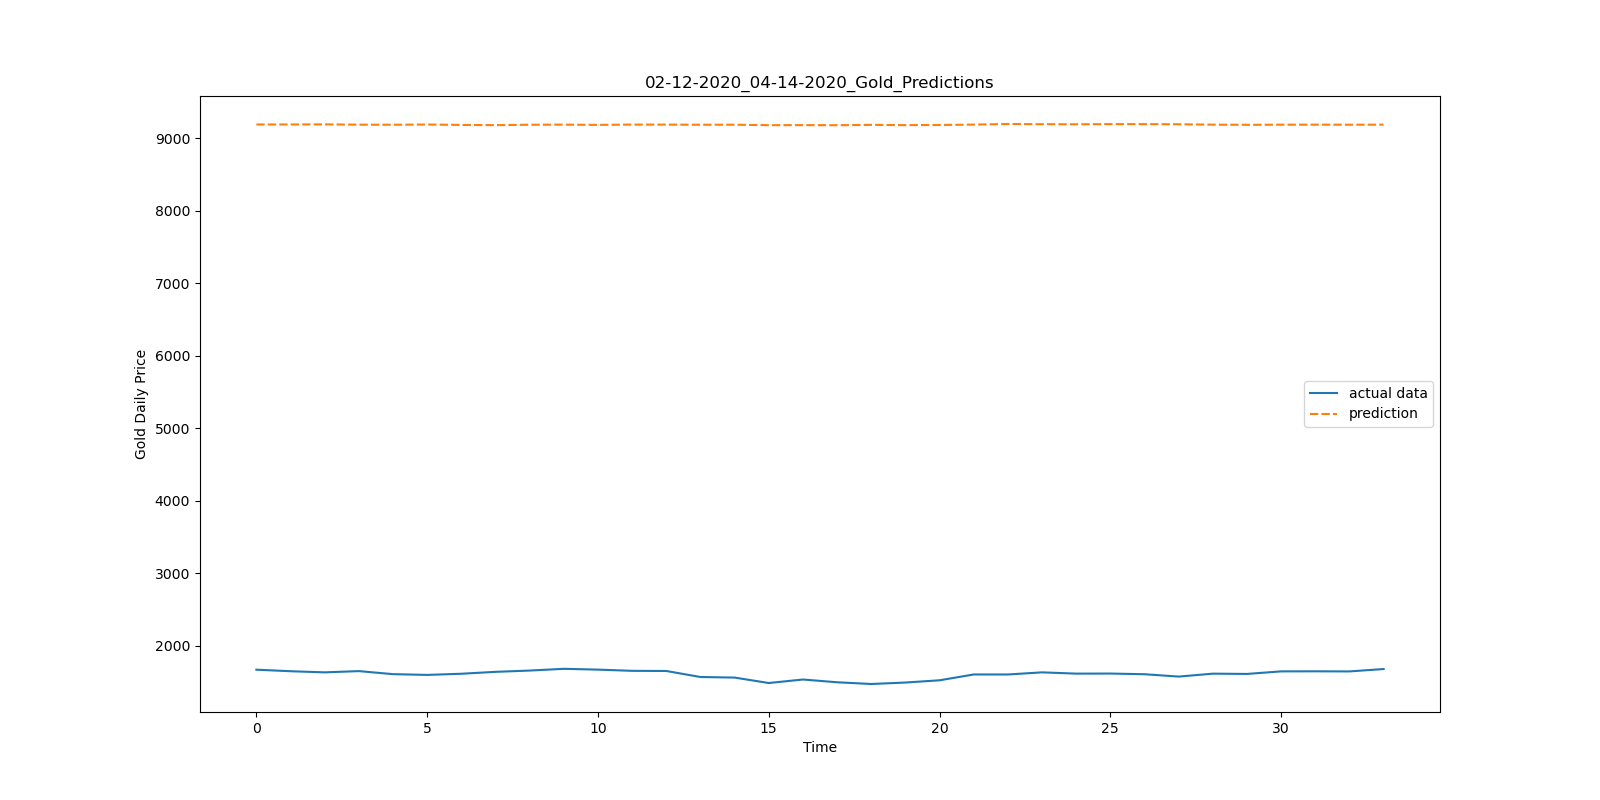 02-12-2020_04-14-2020_Gold_Predictions
9000
8000
7000
6000
5000
4000
3000
2000
Gold Daily Price
actual data
prediction
0 5 10 15 20 25 30
Time